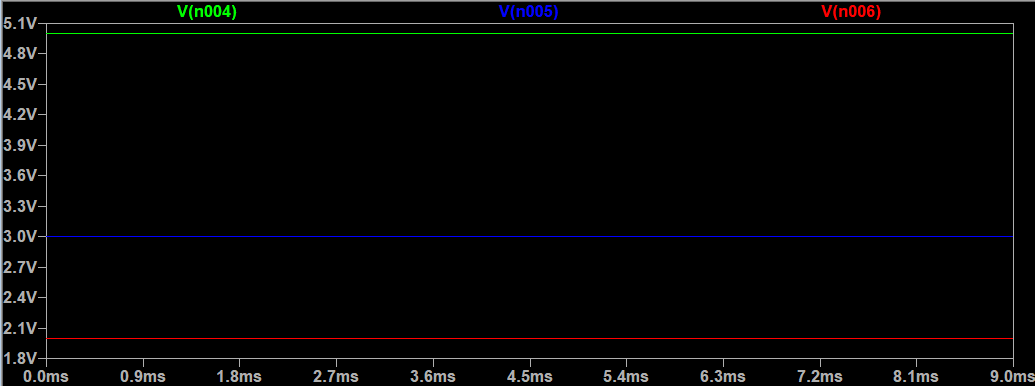 V(n004) V(n005) V(n006)
5.1V
4.8V
4.5V
4.2V
3.9V
3.6V
3.3V
3.0V
2.7V
2.4V
2.1V
1.8V
0.0ms 0.9ms 1.8ms 2.7ms 3.6ms 4.5ms 5.4ms 6.3ms 7.2ms 8.1ms 9.0ms